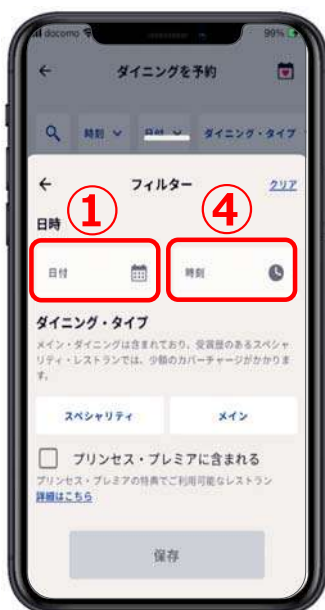 docomo 99%
← ダイニングを予約
時刻 日付 ダイニング・タイプ
← フィルター クリア
① ④
日時
日付 時刻
ダイニング・タイプ
メイン・ダイニングは含まれており、受賞歴のあるスペシャ
リティ・レストランでは、少額のカバーチャージがかかりま
す。
スペシャリティ メイン
プリンセス・プレミアに含まれる
プリンセス・プレミアの特典でご利用可能なレストラン
詳細はこちら
保存